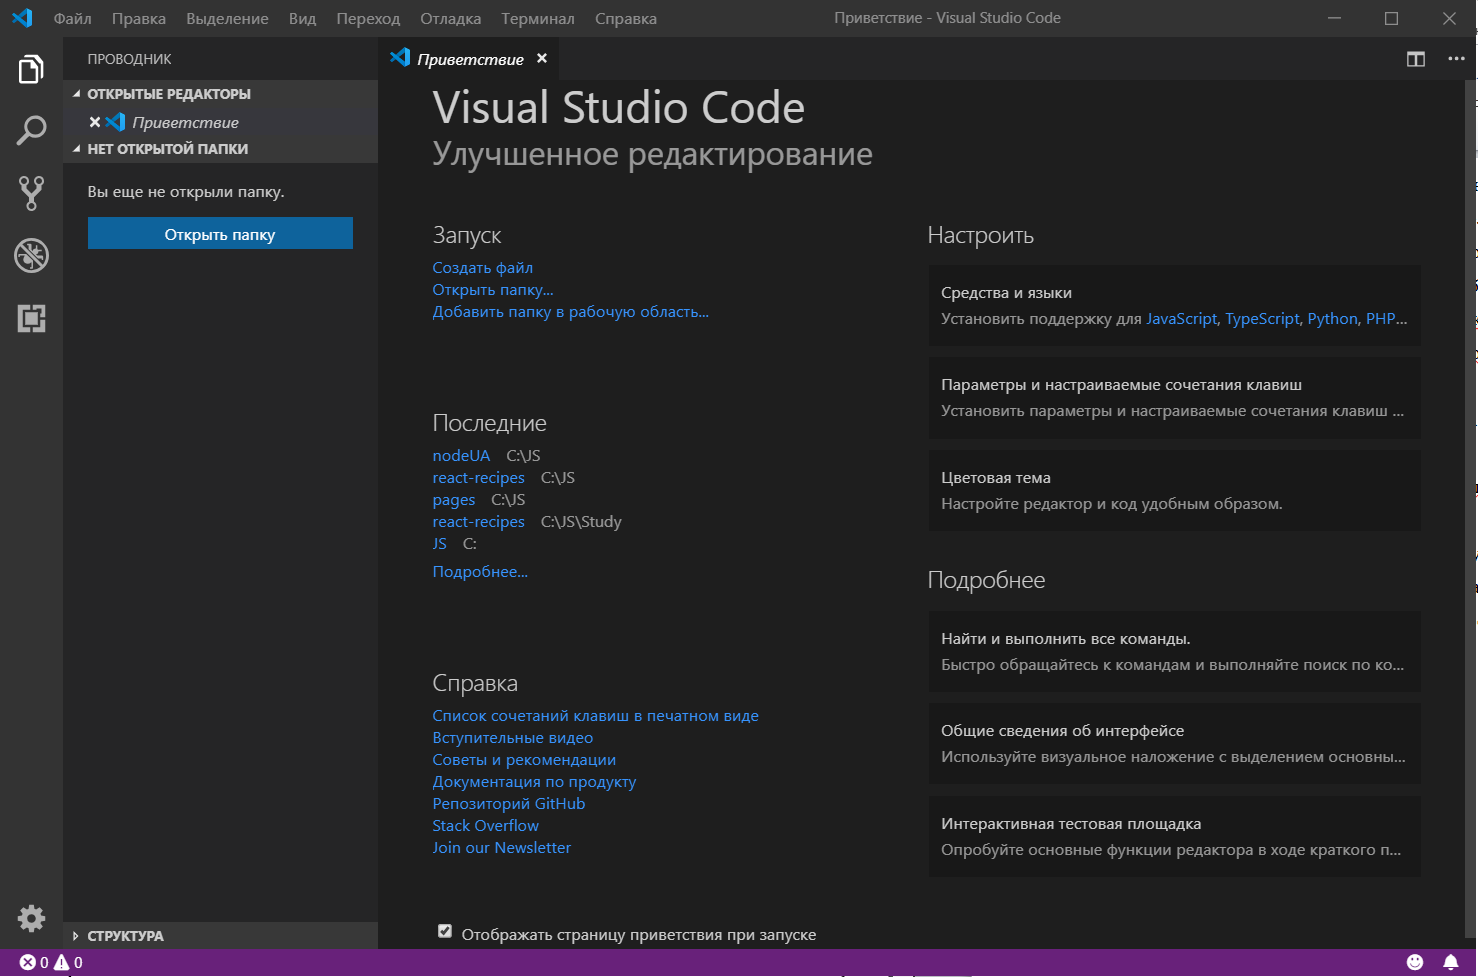 Файл Правка Выделение Вид Переход Отладка Терминал Справка
Приветствие - Visual Studio Code
ПРОВОДНИК
ОТКРЫТЫЕ РЕДАКТОРЫ
Приветствие
НЕТ ОТКРЫТОЙ ПАПКИ
Вы еще не открыли папку.
Открыть папку
СТРУКТУРА
Приветствие
Visual Studio Code
Улучшенное редактирование
Запуск
Создать файл
Открыть папку...
Добавить папку в рабочую область...
Последние
nodeUA C:\JS
react-recipes C:\JS
pages C:\JS
react-recipes C:\JS\Study
JS C:
Подробнее...
Справка
Список сочетаний клавиш в печатном виде
Вступительные видео
Советы и рекомендации
Документация по продукту
Репозиторий GitHub
Stack Overflow
Join our Newsletter
Отображать страницу приветствия при запуске
Настроить
Средства и языки
Установить поддержку для JavaScript, TypeScript, Python, PHP...
Параметры и настраиваемые сочетания клавиш
Установить параметры и настраиваемые сочетания клавиш ...
Цветовая тема
Настройте редактор и код удобным образом.
Подробнее
Найти и выполнить все команды.
Быстро обращайтесь к командам и выполняйте поиск по ко...
Общие сведения об интерфейсе
Используйте визуальное наложение с выделением основны...
Интерактивная тестовая площадка
Опробуйте основные функции редактора в ходе краткого п...
0 0